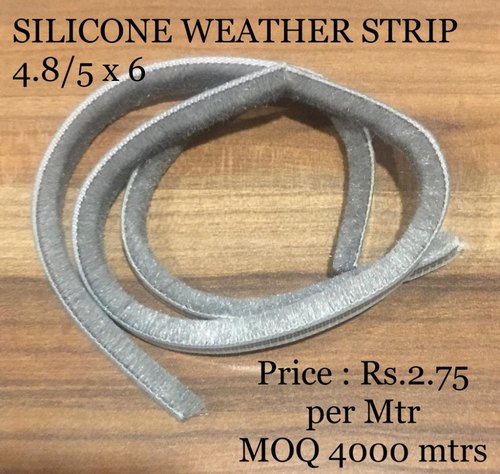 SILICONE WEATHER STRIP
4.8/5 x 6
Price : Rs.2.75
per Mtr
MOQ 4000 mtrs